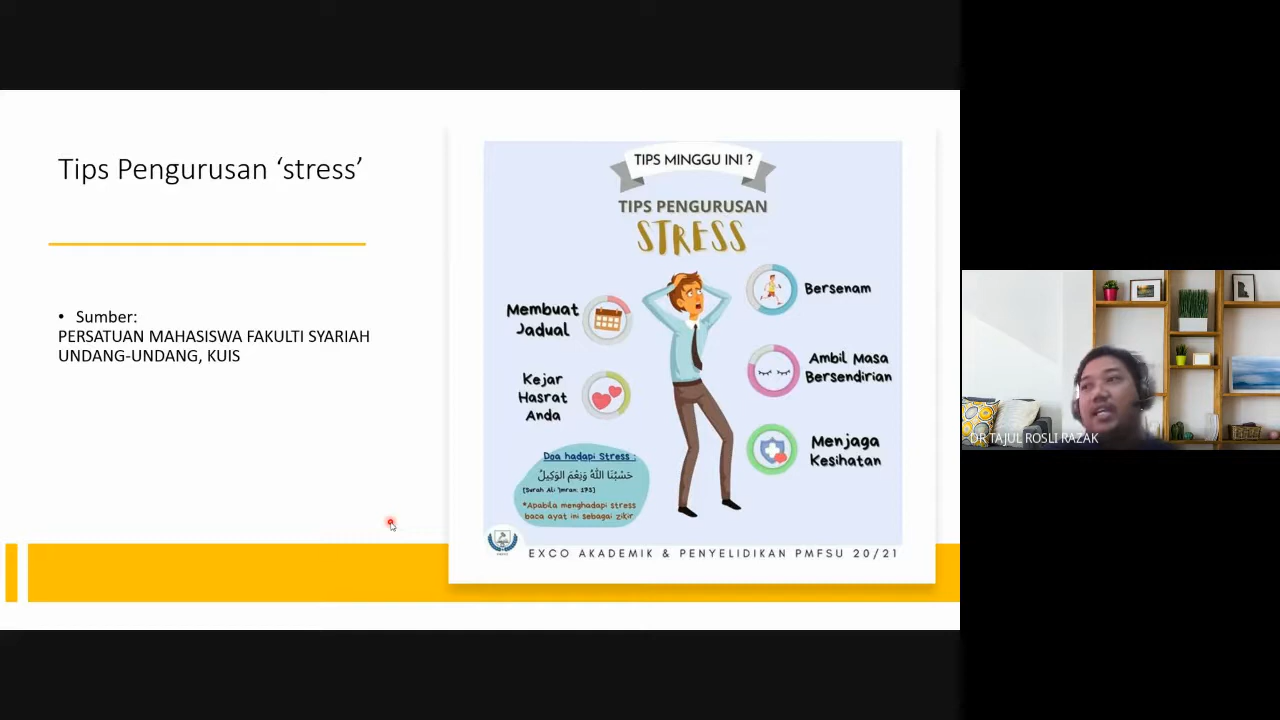 Tips Pengurusan ‘stress’
• Sumber:
PERSATUAN MAHASISWA FAKULTI SYARIAH
UNDANG-UNDANG, KUIS
TIPS MINGGU INI ?
TIPS PENGURUSAN
STRESS
Membuat
Jadual
Kejar
Hasrat
Anda
Bersenam
Ambil Masa
Bersendirian
Menjaga
Kesihatan
Doa hadapi Stress :
حَسْبُنَا اللهُ وَنِعْمَ الوَكِيلُ
[Surah Ali 'Imran: 173]
*Apabila menghadapi stress
baca ayat ini sebagai zikir
EXCO AKADEMIK & PENYELIDIKAN PMFSU 20/21
DR TAJUL ROSLI RAZAK